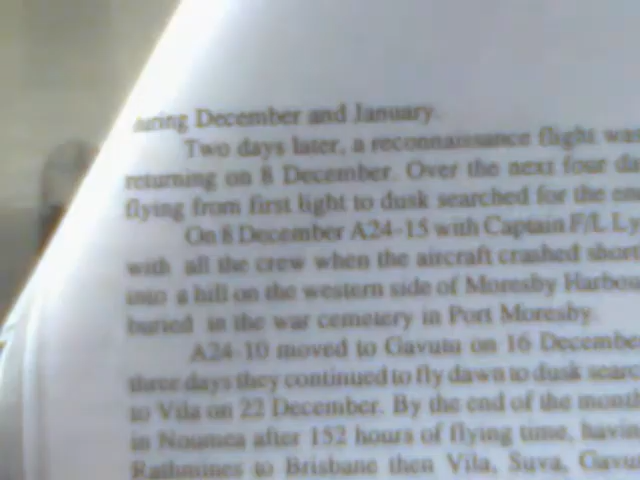 during December and January.
Two days later, a reconnaissance flight was
returning on 8 December. Over the next four da
flying from first light to dusk searched for the en
On 8 December A24-15 with Captain F/L Ly
with all the crew when the aircraft crashed short
into a hill on the western side of Moresby Harbou
buried in the war cemetery in Port Moresby.
A24-10 moved to Gavutu on 16 December
three days they continued to fly dawn to dusk searc
to Vila on 22 December. By the end of the month
in Noumea after 152 hours of flying time, havin
Rathmines to Brisbane then Vila, Suva, Gavut